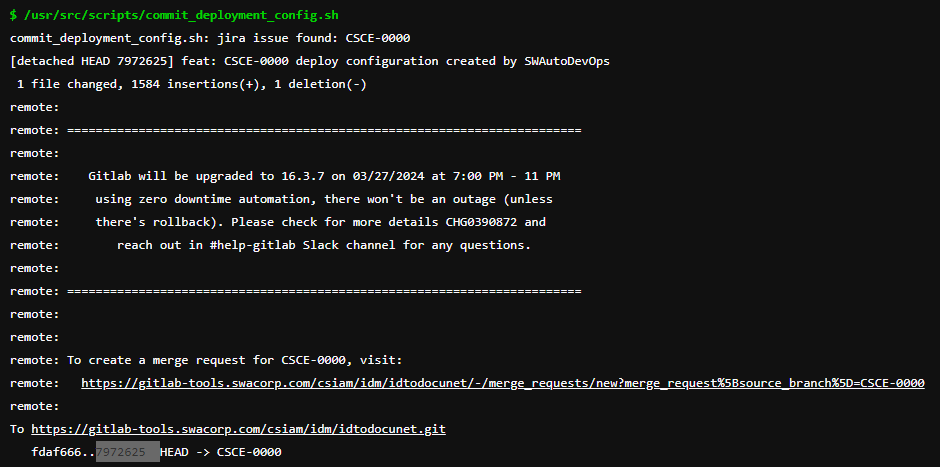 $ /usr/src/scripts/commit_deployment_config.sh
commit_deployment_config.sh: jira issue found: CSCE-0000
[detached HEAD 7972625] feat: CSCE-0000 deploy configuration created by SWAutoDevOps
1 file changed, 1584 insertions(+), 1 deletion(-)
remote:
remote: ========================================================================
remote:
remote: Gitlab will be upgraded to 16.3.7 on 03/27/2024 at 7:00 PM - 11 PM
remote: using zero downtime automation, there won't be an outage (unless
remote: there's rollback). Please check for more details CHG0390872 and
remote: reach out in #help-gitlab Slack channel for any questions.
remote:
remote: ========================================================================
remote:
remote:
remote: To create a merge request for CSCE-0000, visit:
remote: https://gitlab-tools.swacorp.com/csiam/idm/idtodocunet/-/merge_requests/new?merge_request%5Bsource_branch%5D=CSCE-0000
remote:
To https://gitlab-tools.swacorp.com/csiam/idm/idtodocunet.git
fdaf666..7972625 HEAD -> CSCE-0000